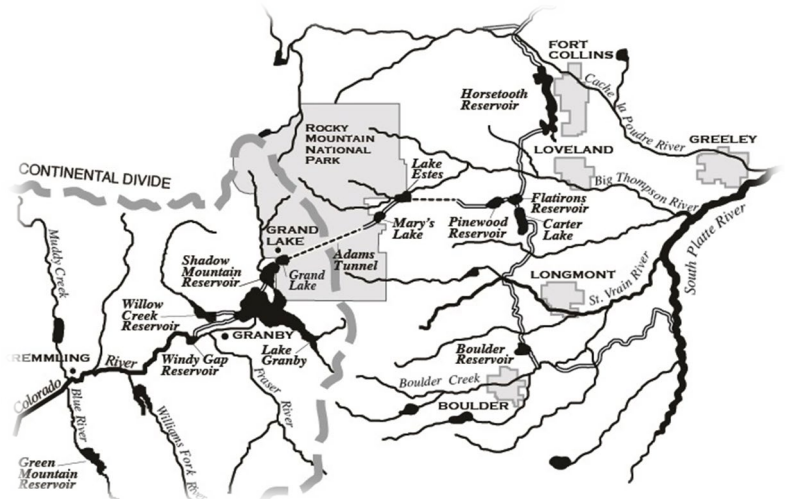 FORT
COLLINS
Horsetooth
Reservoir
Cache la Poudre River
GREELEY
ROCKY
MOUNTAIN
NATIONAL
PARK
LOVELAND
Lake
Estes
CONTINENTAL DIVIDE
Big Thompson River
Flatirons
Reservoir
Mary's
Lake
Pinewood
Reservoir
Carter
Lake
South Platte River
GRAND
LAKE
Muddy Creek
Adams
Tunnel
Shadow
Mountain
Reservoir
Grand
Lake
LONGMONT
St. Vrain River
Willow
Creek
Reservoir
GRANBY
Lake
Granby
Windy Gap
Reservoir
Boulder
Reservoir
REMMLING
River
Colorado
Boulder Creek
Fraser River
Blue River
Williams Fork River
BOULDER
Green
Mountain
Reservoir